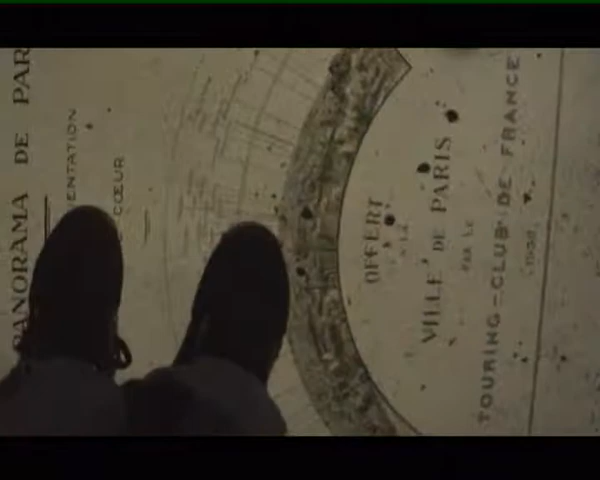 PANORAMA DE PAR
ENTATION
CŒUR
OFFERT
À LA
VILLE DE PARIS
PAR LE
TOURING-CLUB DE FRANCE